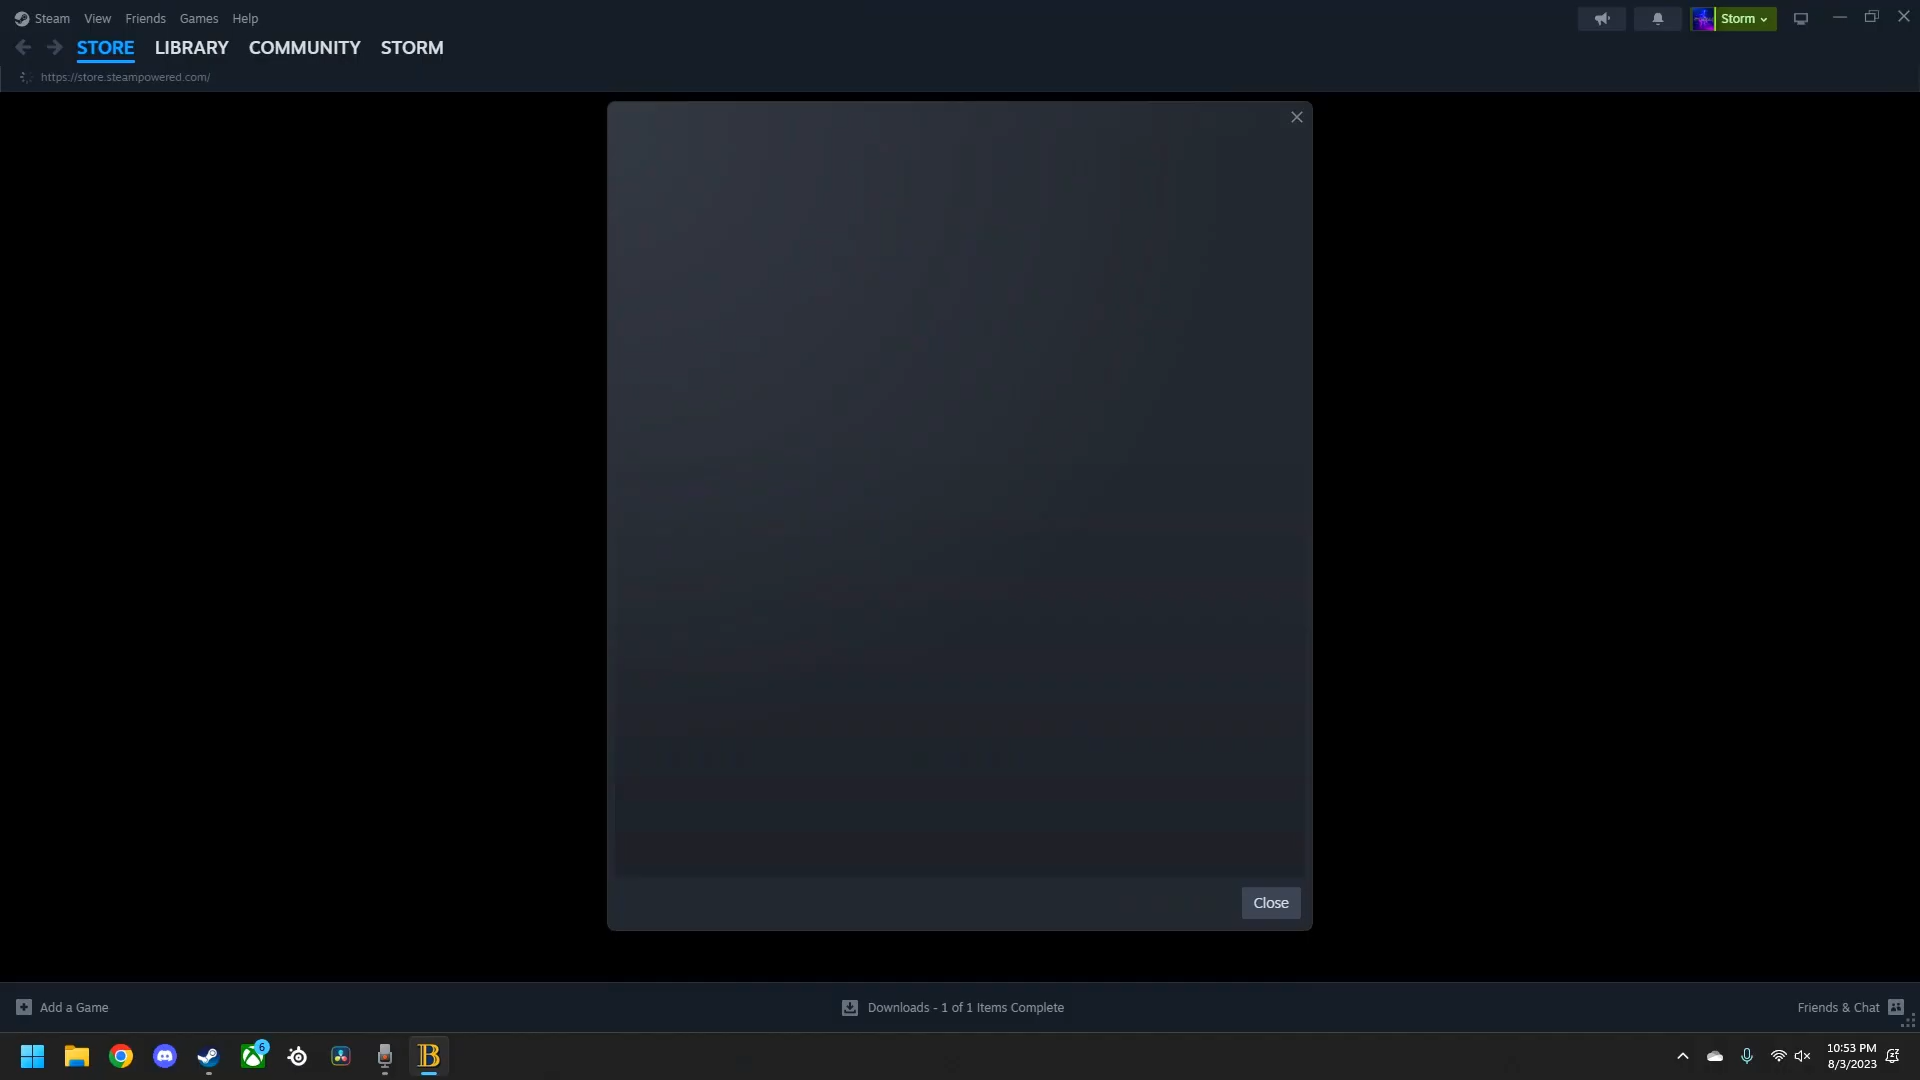 Steam View Friends Games Help
Storm
STORE LIBRARY COMMUNITY STORM
https://store.steampowered.com/
Close
Add a Game
Downloads - 1 of 1 Items Complete
Friends & Chat
6
B
10:53 PM
8/3/2023